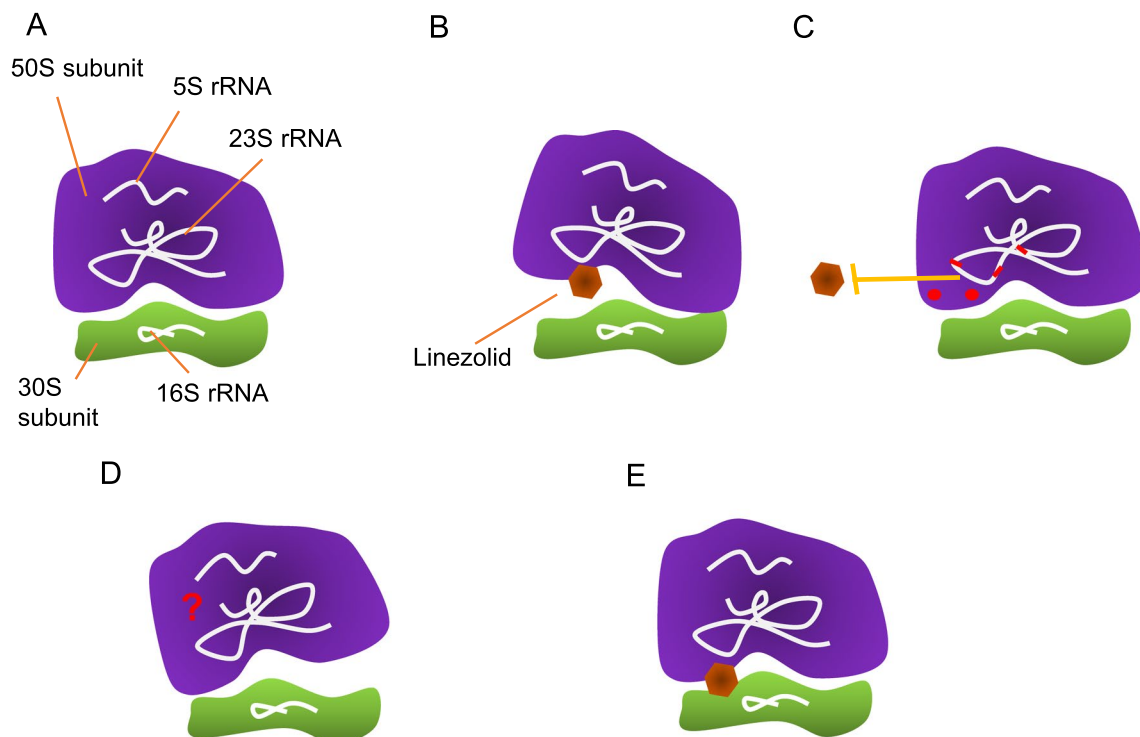 A
B
C
50S subunit
5S rRNA
23S rRNA
Linezolid
30S
subunit
16S rRNA
D
E
?